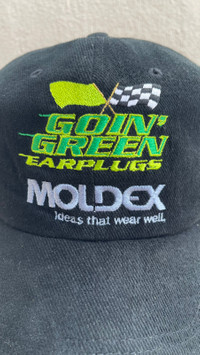 GOIN'
GREEN
EARPLUGS
MOLDEX
Ideas that wear well.